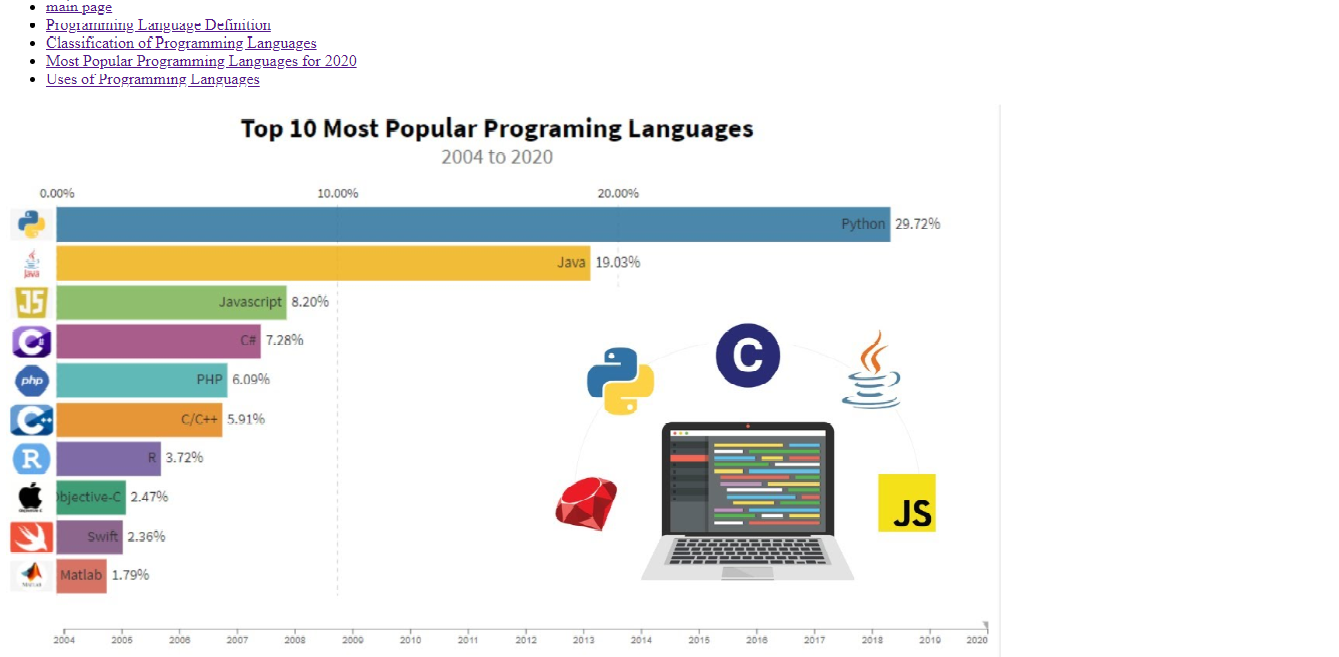 main page
Programming Language Definition
Classification of Programming Languages
Most Popular Programming Languages for 2020
Uses of Programming Languages
Top 10 Most Popular Programing Languages
2004 to 2020
0.00% 10.00% 20.00%
Python 29.72%
Java Java 19.03%
JS Javascript 8.20%
C# 7.28%
php PHP 6.09%
C++ C/C++ 5.91%
R R 3.72%
Objective-C 2.47%
Swift 2.36%
Matlab 1.79%
C
JS
2004 2005 2006 2007 2008 2009 2010 2011 2012 2013 2014 2015 2016 2017 2018 2019 2020